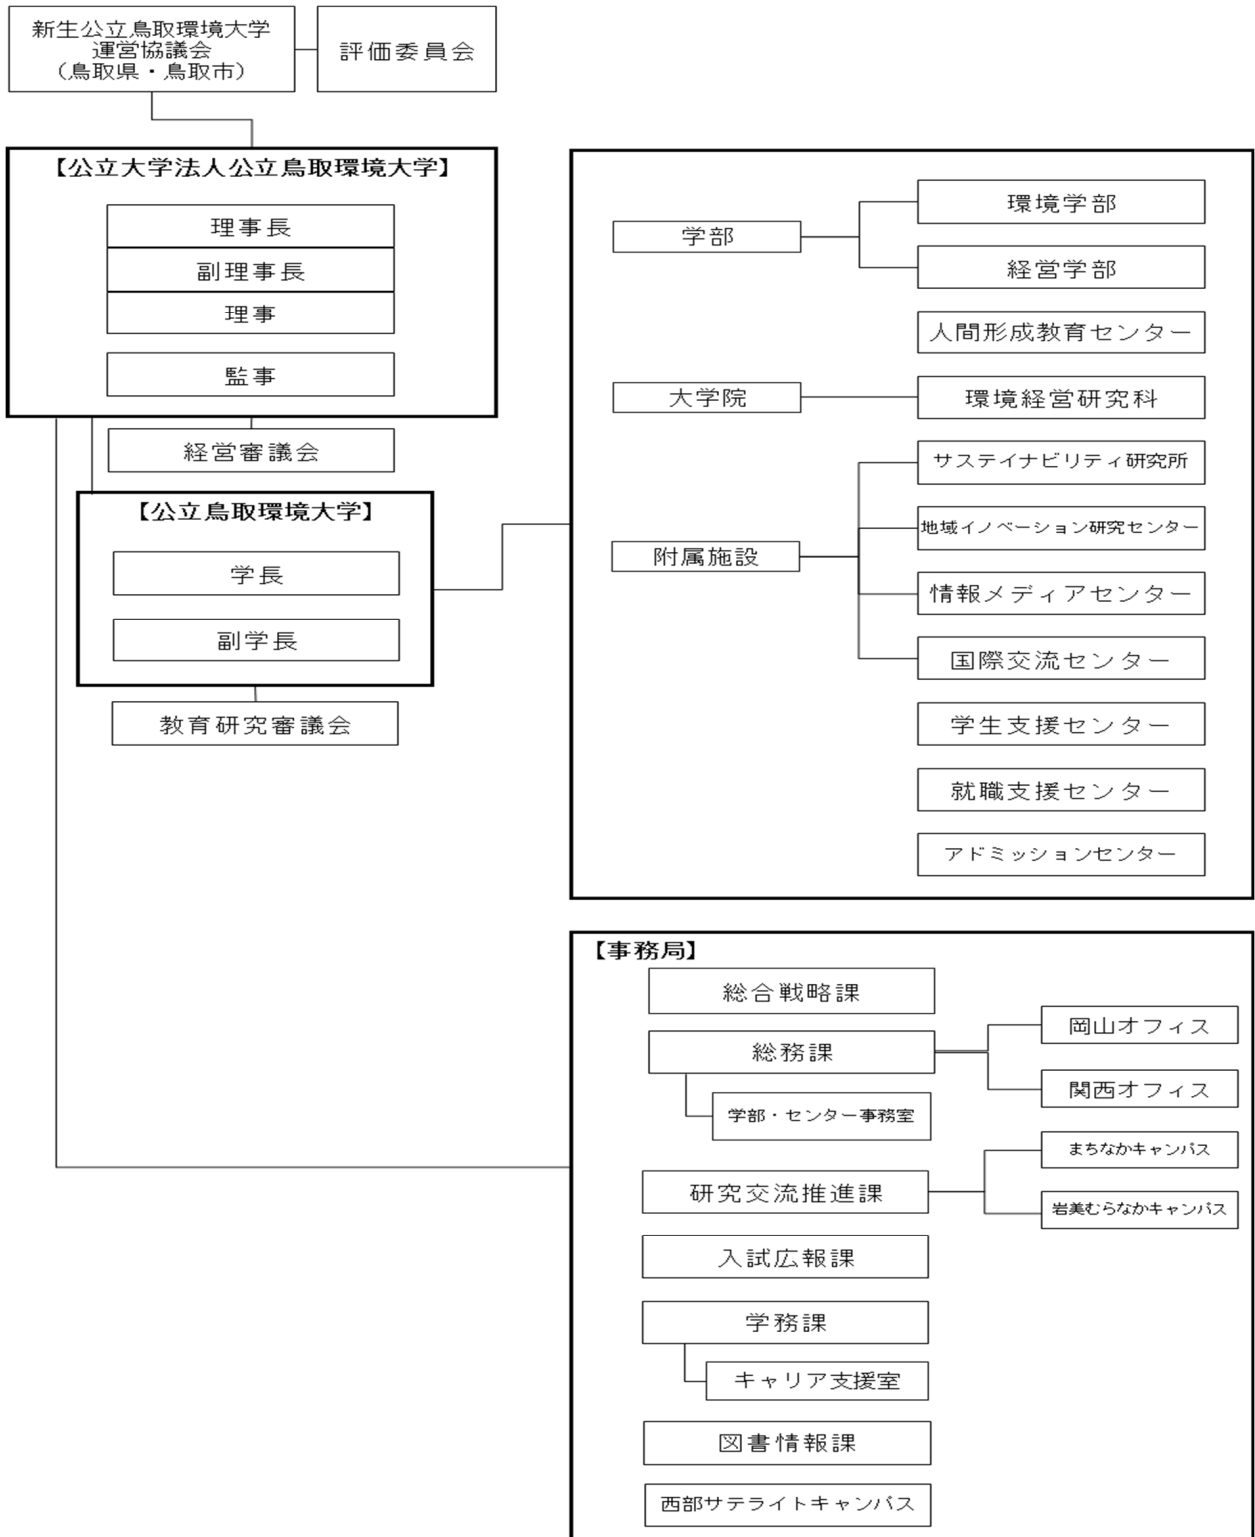 新生公立鳥取環境大学
運営協議会
（鳥取県・鳥取市）
評価委員会
【公立大学法人公立鳥取環境大学】
理事長
副理事長
理事
監事
経営審議会
【公立鳥取環境大学】
学長
副学長
教育研究審議会
学部
環境学部
経営学部
人間形成教育センター
大学院
環境経営研究科
附属施設
サステイナビリティ研究所
地域イノベーション研究センター
情報メディアセンター
国際交流センター
学生支援センター
就職支援センター
アドミッションセンター
【事務局】
総合戦略課
総務課
岡山オフィス
関西オフィス
学部・センター事務室
研究交流推進課
まちなかキャンパス
岩美むらなかキャンパス
入試広報課
学務課
キャリア支援室
図書情報課
西部サテライトキャンパス